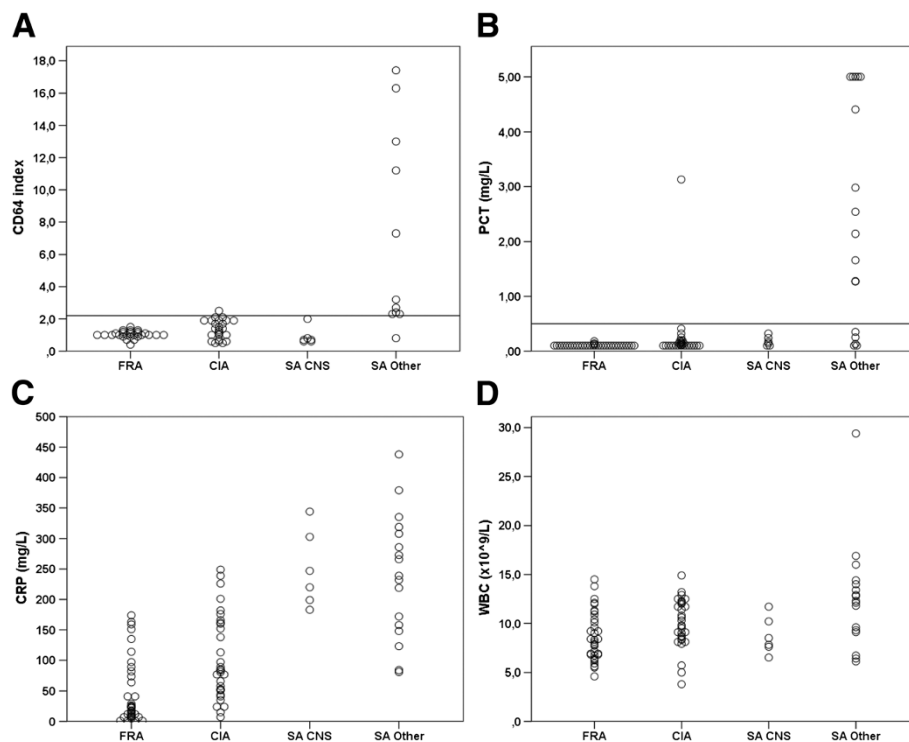 A
CD64 index
18,0
16,0
14,0
12,0
10,0
8,0
6,0
4,0
2,0
,0
FRA CIA SA CNS SA Other
B
PCT (mg/L)
5,00
4,00
3,00
2,00
1,00
,00
FRA CIA SA CNS SA Other
C
CRP (mg/L)
500
450
400
350
300
250
200
150
100
50
0
FRA CIA SA CNS SA Other
D
WBC (x10^9/L)
30,0
25,0
20,0
15,0
10,0
5,0
,0
FRA CIA SA CNS SA Other